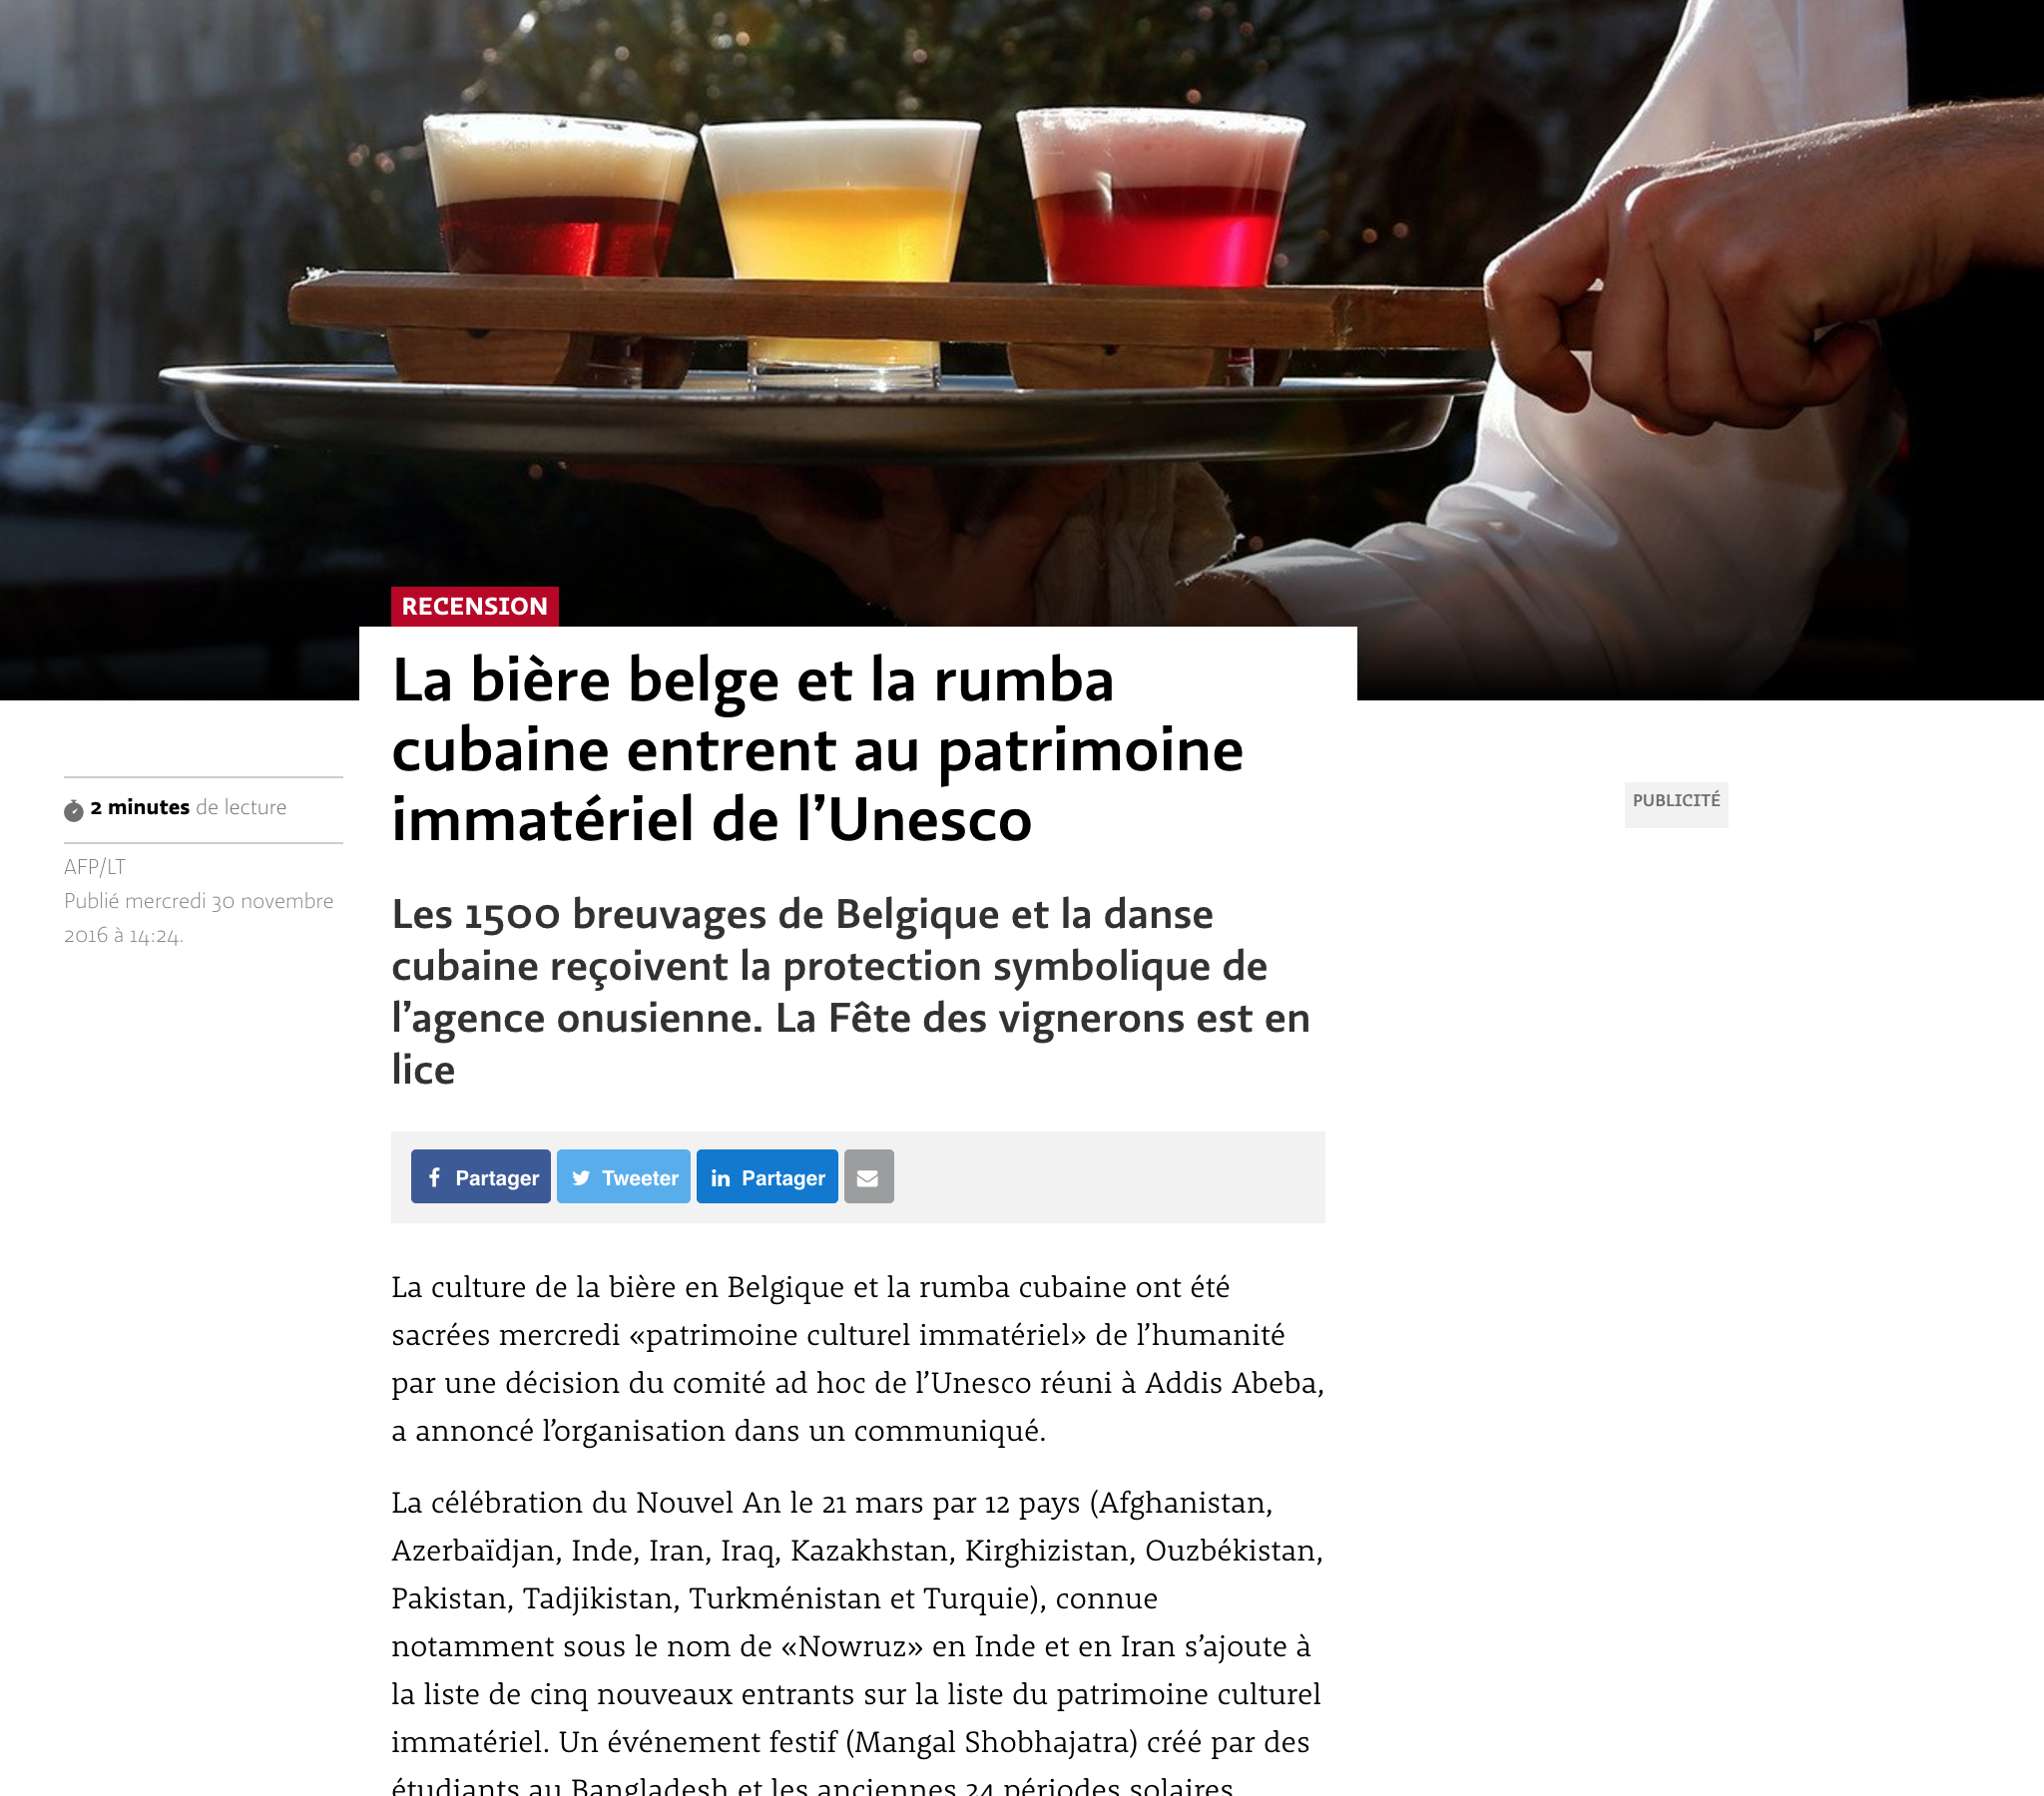 RECENSION
La bière belge et la rumba
cubaine entrent au patrimoine
immatériel de l’Unesco
2 minutes de lecture
AFP/LT
Publié mercredi 30 novembre
2016 à 14:24.
PUBLICITÉ
Les 1500 breuvages de Belgique et la danse
cubaine reçoivent la protection symbolique de
l’agence onusienne. La Fête des vignerons est en
lice
Partager Tweeter Partager
La culture de la bière en Belgique et la rumba cubaine ont été
sacrées mercredi «patrimoine culturel immatériel» de l’humanité
par une décision du comité ad hoc de l’Unesco réuni à Addis Abeba,
a annoncé l’organisation dans un communiqué.
La célébration du Nouvel An le 21 mars par 12 pays (Afghanistan,
Azerbaïdjan, Inde, Iran, Iraq, Kazakhstan, Kirghizistan, Ouzbékistan,
Pakistan, Tadjikistan, Turkménistan et Turquie), connue
notamment sous le nom de «Nowruz» en Inde et en Iran s’ajoute à
la liste de cinq nouveaux entrants sur la liste du patrimoine culturel
immatériel. Un événement festif (Mangal Shobhajatra) créé par des
étudiants au Bangladesh et les anciennes 24 périodes solaires